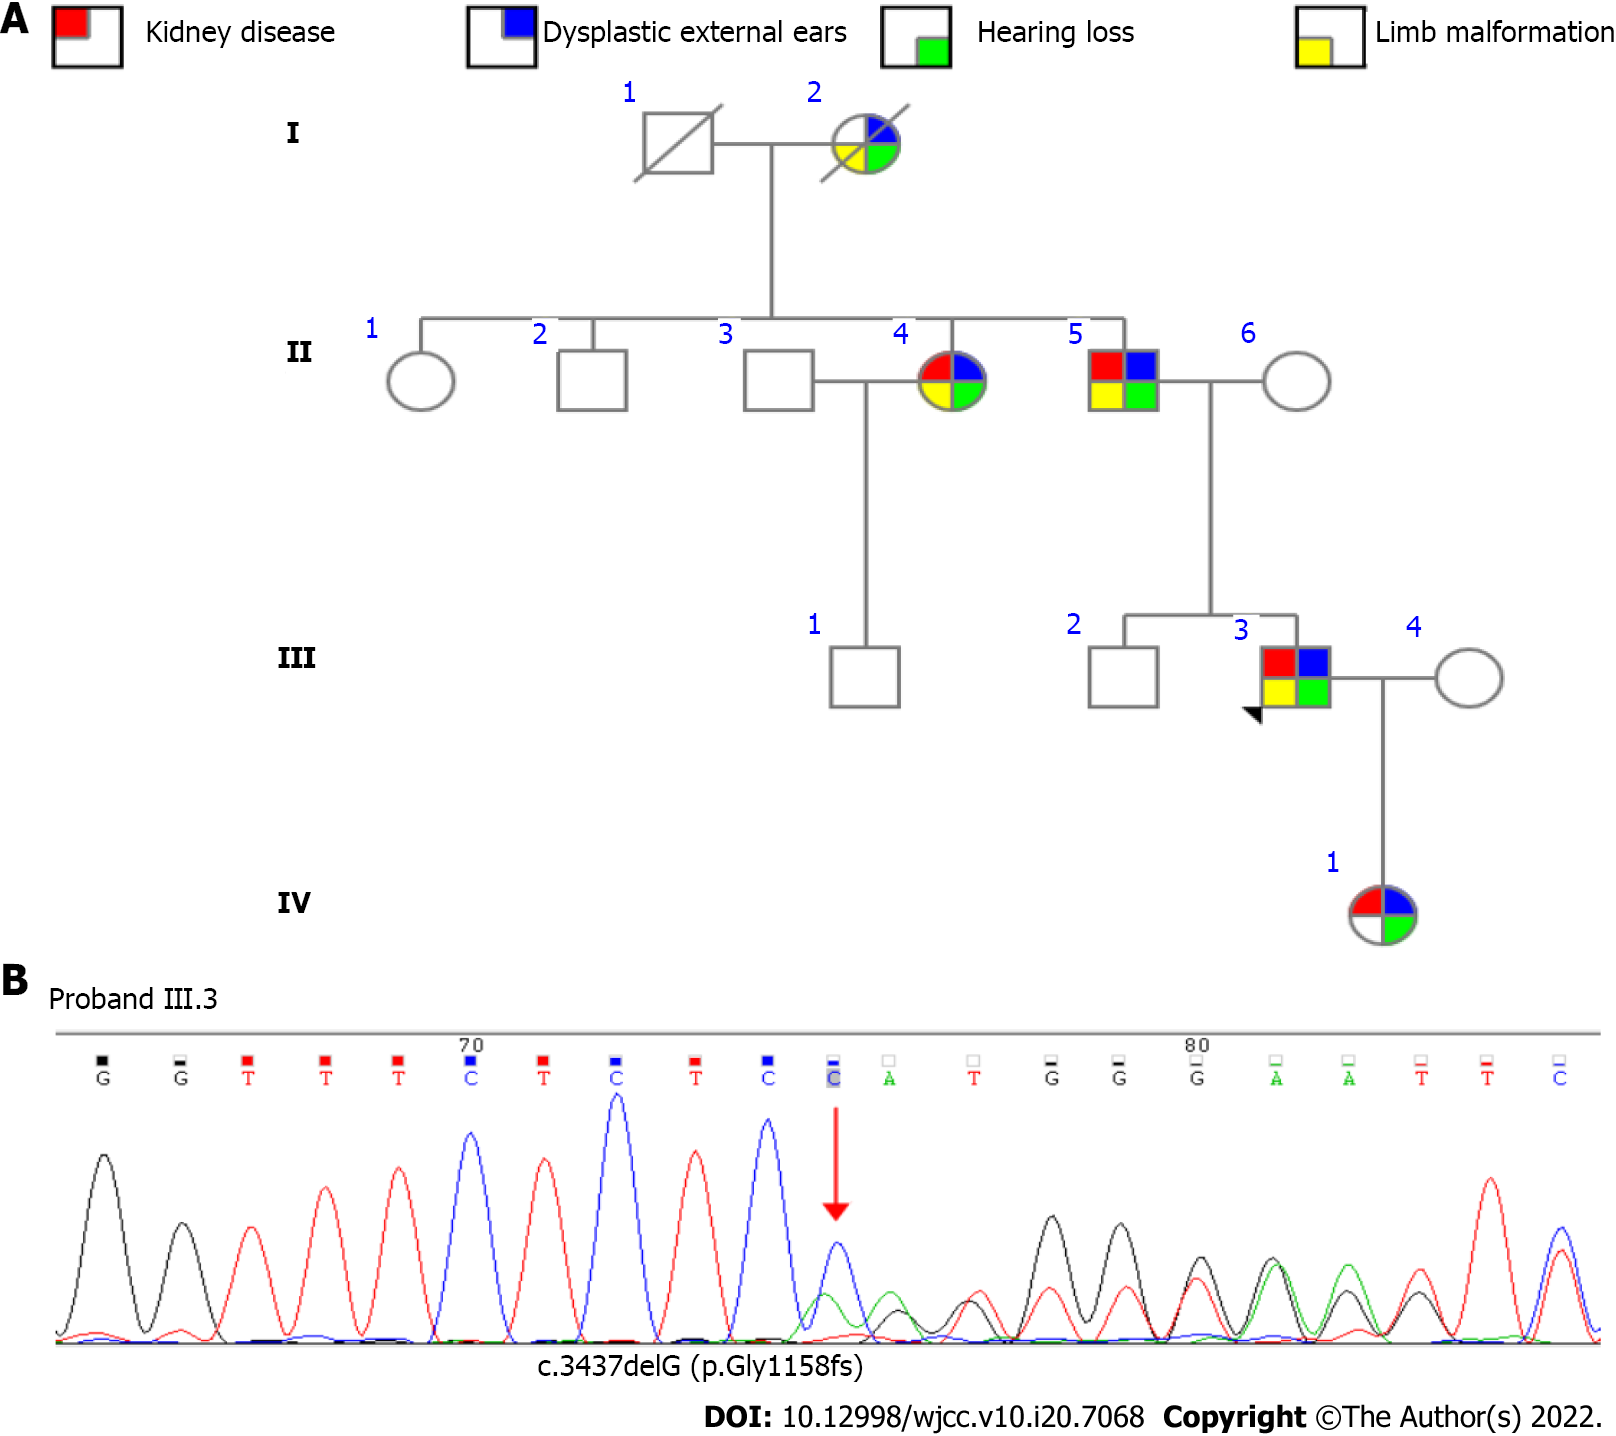 A
Kidney disease
Dysplastic external ears
Hearing loss
Limb malformation
1 2
I
1 2 3 4 5 6
II
1 2 3 4
III
1
IV
B
Proband III.3
70 80
G G T T T C T C T C C A T G G G A A T T C
c.3437delG (p.Gly1158fs)
DOI: 10.12998/wjcc.v10.i20.7068 Copyright ©The Author(s) 2022.